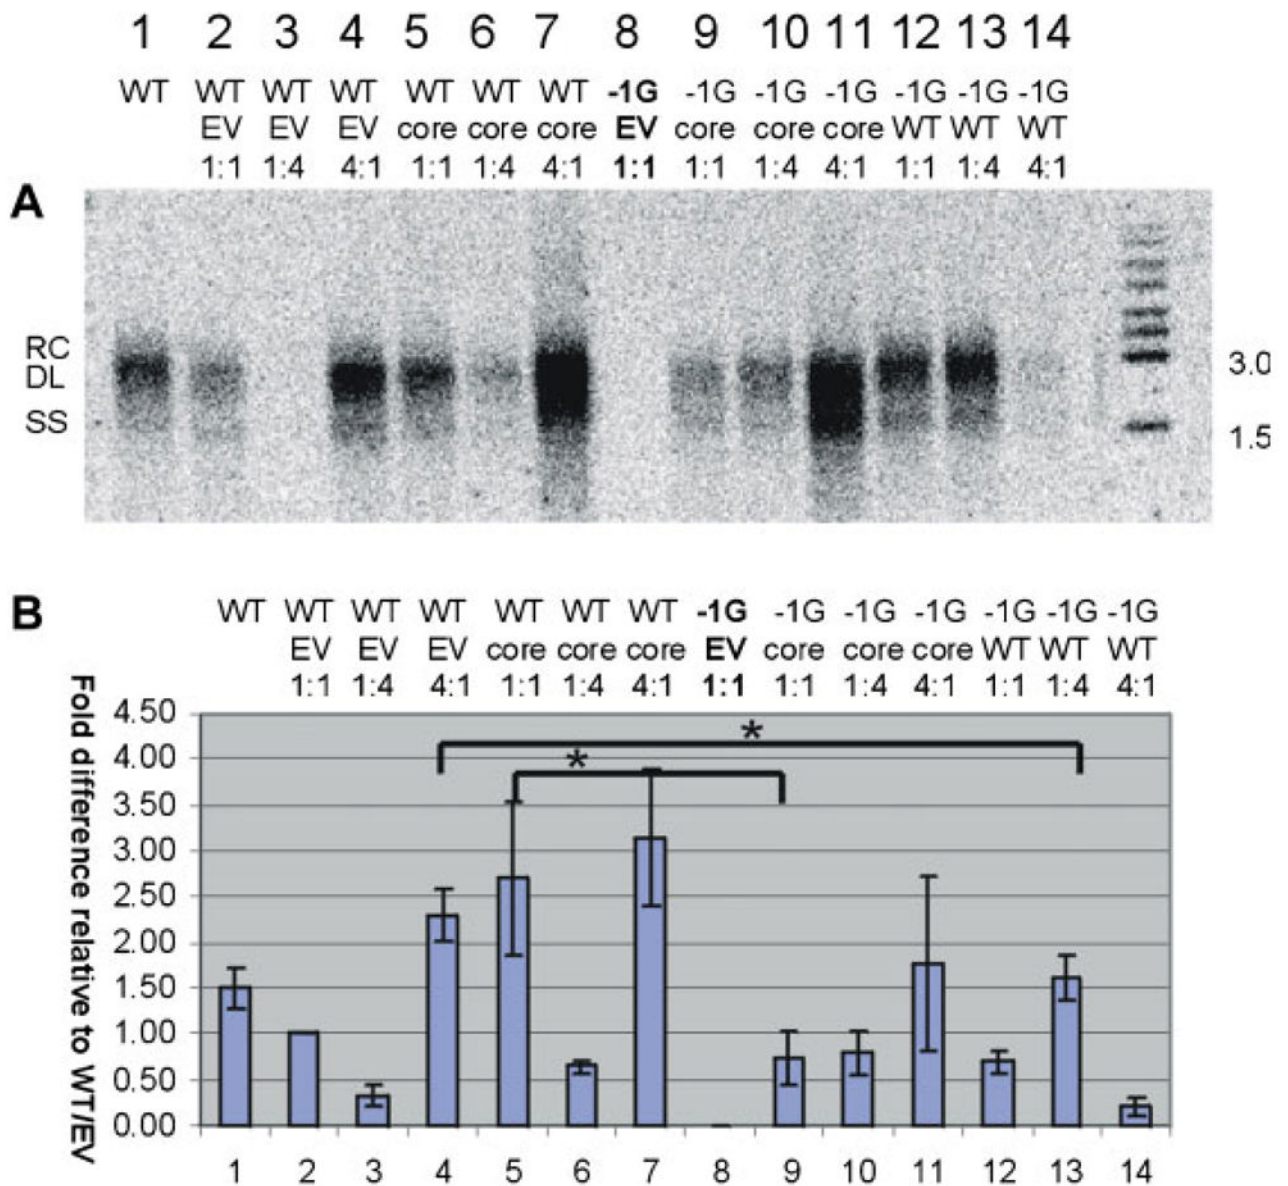 1 2 3 4 5 6 7 8 9 10 11 12 13 14
WT WT WT WT WT WT WT -1G -1G -1G -1G -1G -1G -1G
EV EV EV core core core EV core core core WT WT WT
1:1 1:4 4:1 1:1 1:4 4:1 1:1 1:1 1:4 4:1 1:1 1:4 4:1
A
RC
DL
SS
3.0
1.5
B
WT WT WT WT WT WT WT -1G -1G -1G -1G -1G -1G -1G
EV EV EV core core core EV core core core WT WT WT
1:1 1:4 4:1 1:1 1:4 4:1 1:1 1:1 1:4 4:1 1:1 1:4 4:1
Fold difference relative to WT/EV
4.50
4.00
3.50
3.00
2.50
2.00
1.50
1.00
0.50
0.00
*
*
1 2 3 4 5 6 7 8 9 10 11 12 13 14